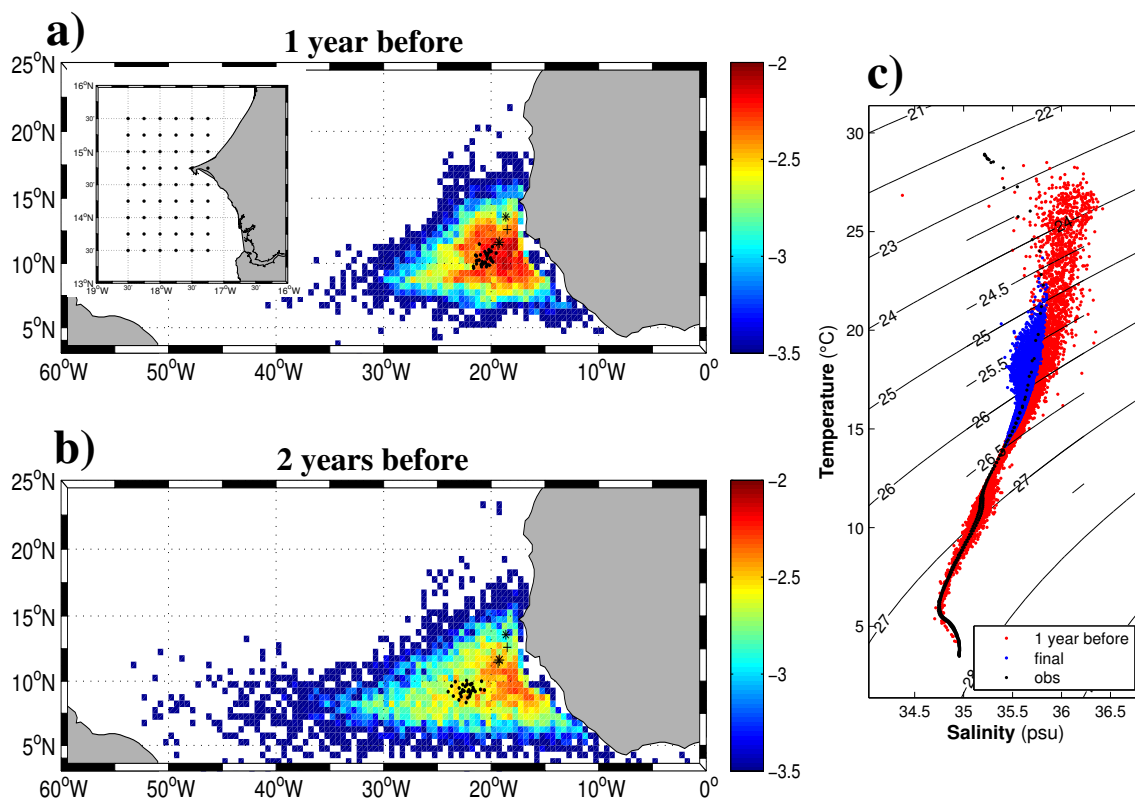 a)
1 year before
25°N
20°N
15°N
10°N
5°N
60°W 50°W 40°W 30°W 20°W 10°W 0°
16°N
30'
15°N
30'
14°N
30'
13°N
19°W 30' 18°W 30' 17°W 30' 16°W
−2
−2.5
−3
−3.5
b)
2 years before
25°N
20°N
15°N
10°N
5°N
60°W 50°W 40°W 30°W 20°W 10°W 0°
−2
−2.5
−3
−3.5
c)
30
25
20
15
10
5
Temperature (°C)
21
22
23
24
24
24.5
25
25.5
25
26
26
26.5
27
27
28
1 year before
final
obs
34.5 35 35.5 36 36.5
Salinity (psu)